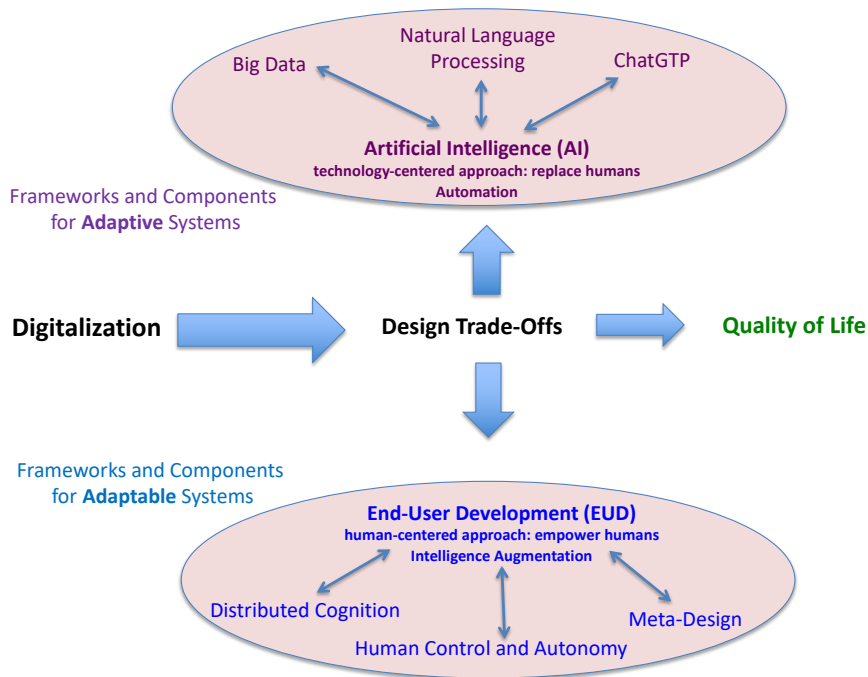 Natural Language
Processing
Big Data
ChatGTP
Artificial Intelligence (AI)
technology-centered approach: replace humans
Automation
Frameworks and Components
for Adaptive Systems
Digitalization
Design Trade-Offs
Quality of Life
Frameworks and Components
for Adaptable Systems
End-User Development (EUD)
human-centered approach: empower humans
Intelligence Augmentation
Distributed Cognition
Meta-Design
Human Control and Autonomy